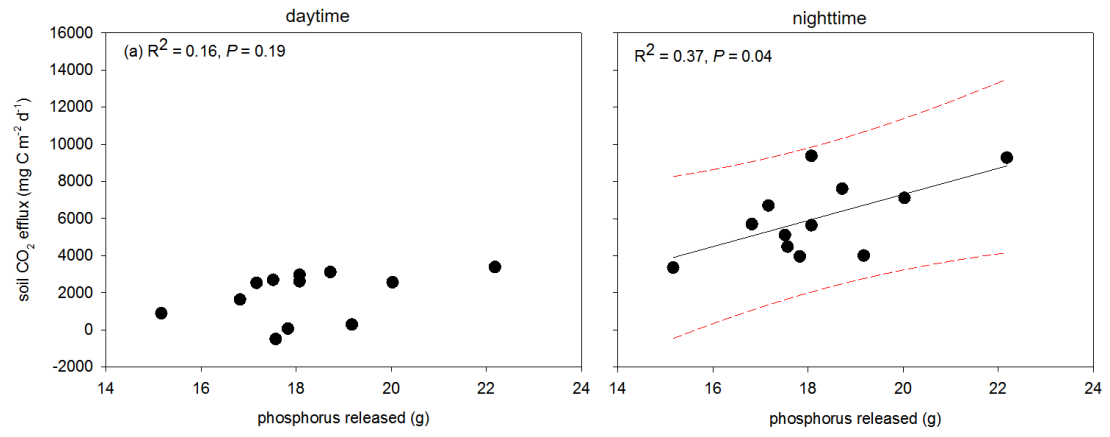 daytime
nighttime
(a) R² = 0.16, P = 0.19
R² = 0.37, P = 0.04
soil CO₂ efflux (mg C m⁻² d⁻¹)
16000
14000
12000
10000
8000
6000
4000
2000
0
-2000
14 16 18 20 22 24
14 16 18 20 22 24
phosphorus released (g)
phosphorus released (g)